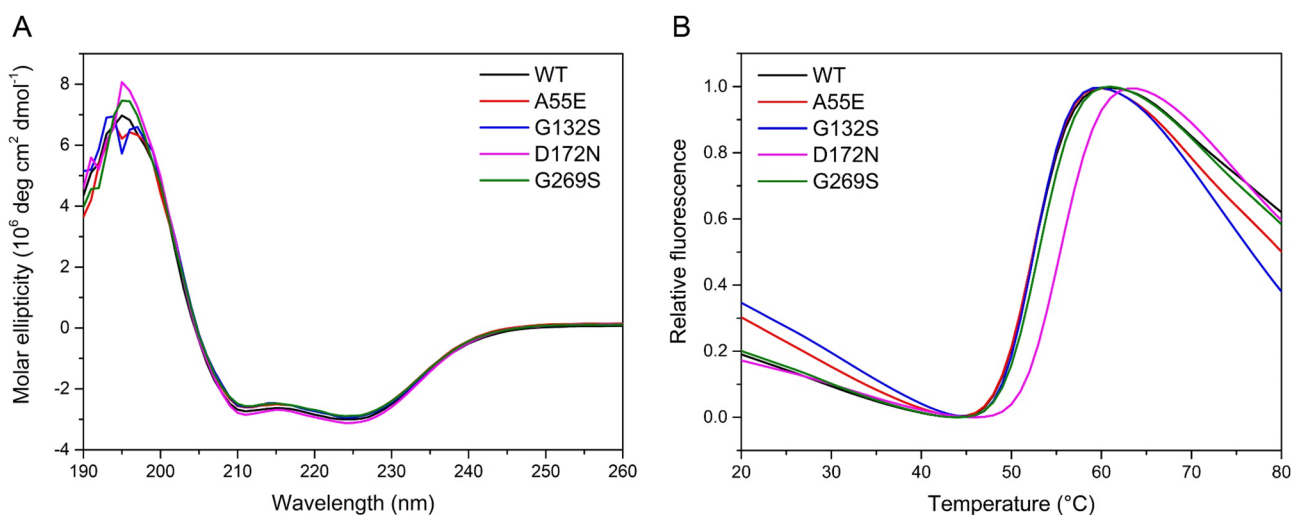 A
Molar ellipticity (10⁶ deg cm² dmol⁻¹)
8
6
4
2
0
-2
-4
190 200 210 220 230 240 250 260
Wavelength (nm)
WT
A55E
G132S
D172N
G269S
B
Relative fluorescence
1.0
0.8
0.6
0.4
0.2
0.0
20 30 40 50 60 70 80
Temperature (°C)
WT
A55E
G132S
D172N
G269S